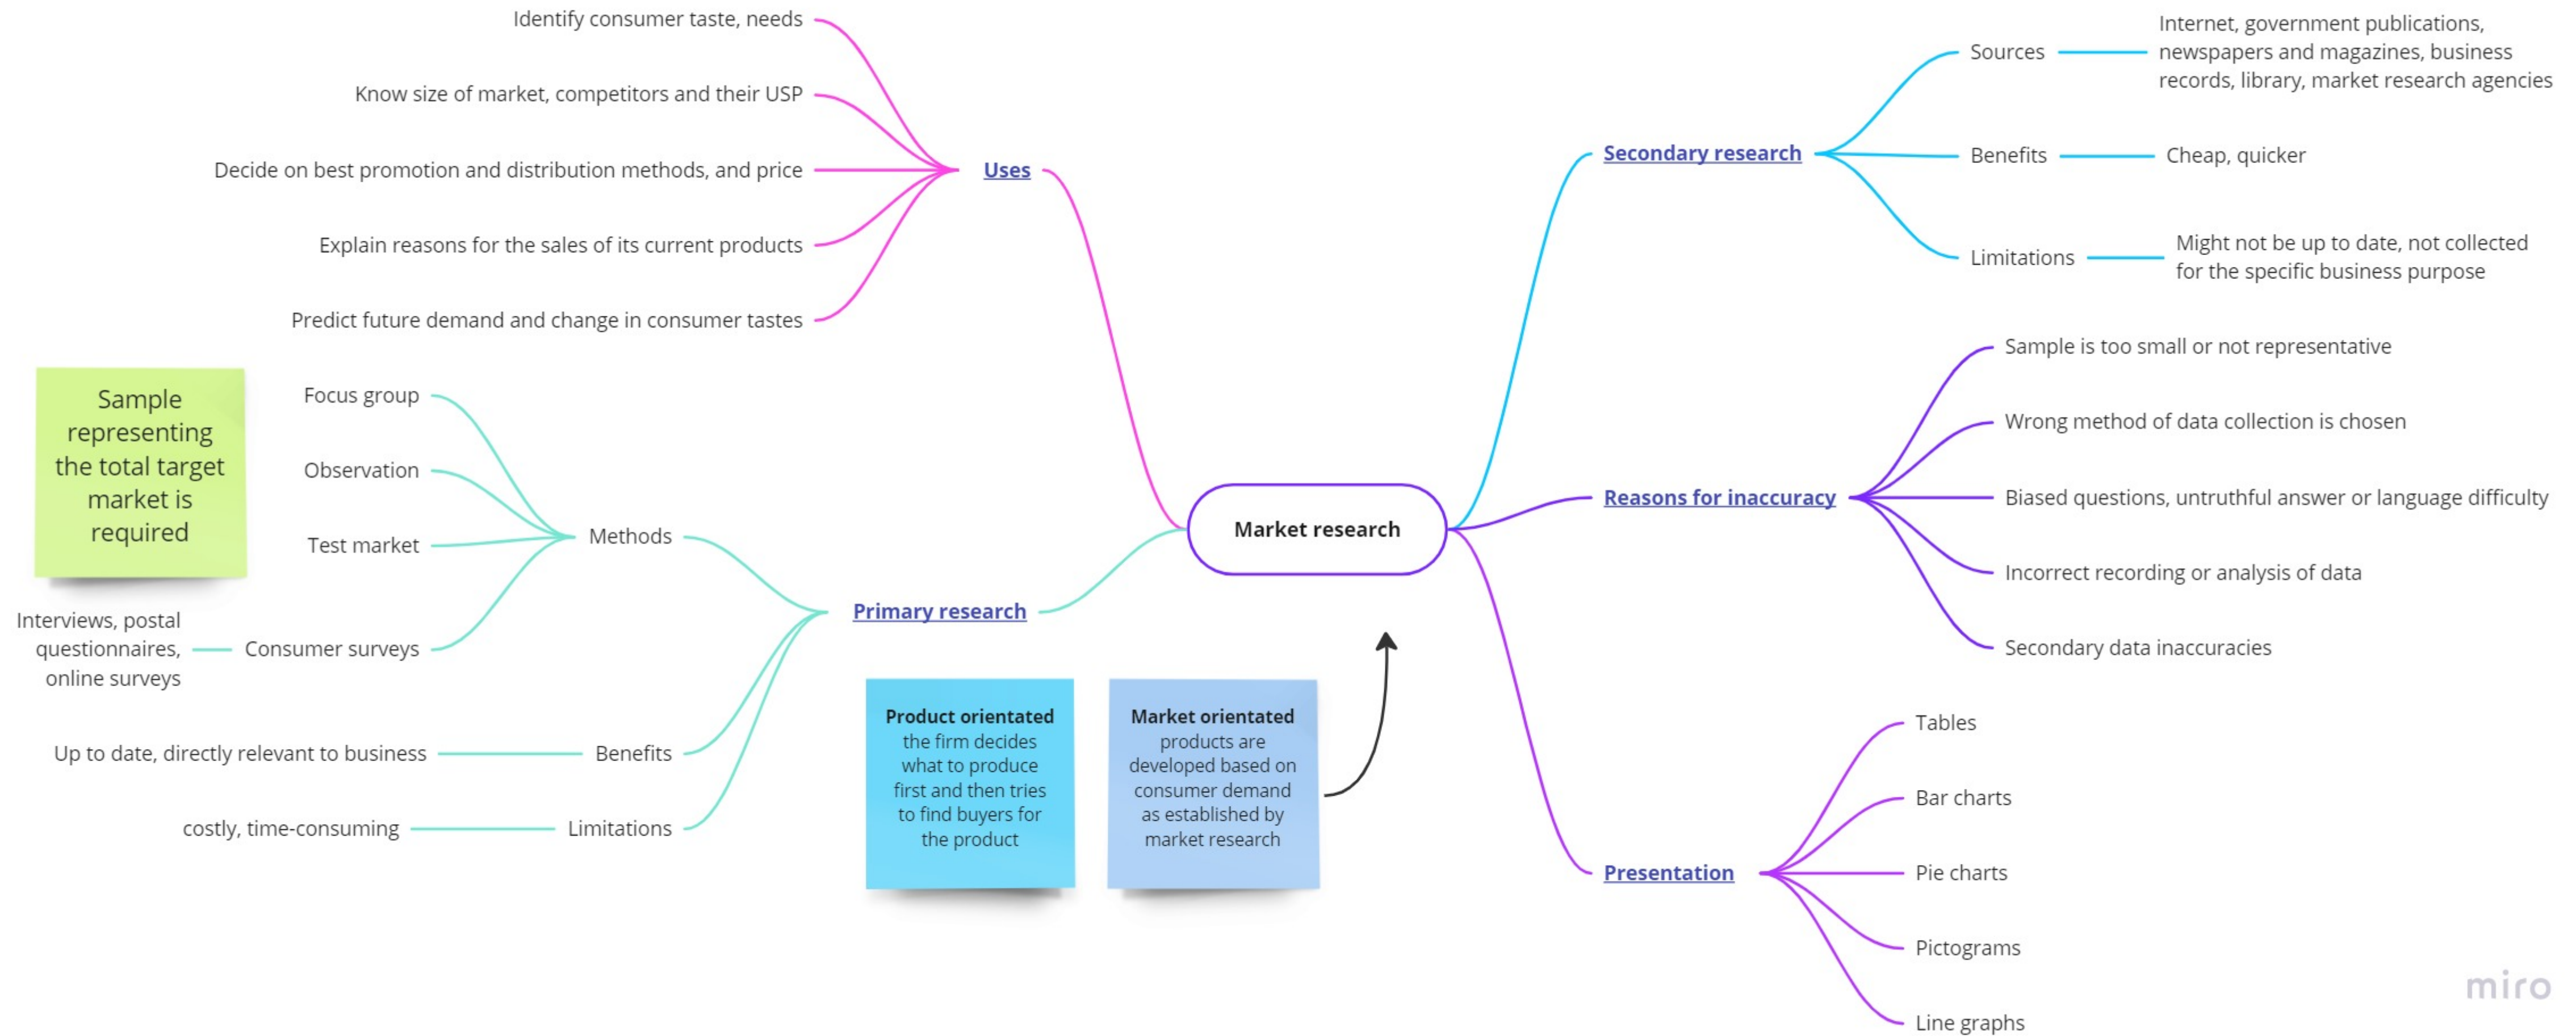 Identify consumer taste, needs
Know size of market, competitors and their USP
Decide on best promotion and distribution methods, and price
Explain reasons for the sales of its current products
Predict future demand and change in consumer tastes
Uses
Sample
representing
the total target
market is
required
Focus group
Observation
Test market
Interviews, postal
questionnaires,
online surveys
Consumer surveys
Methods
Up to date, directly relevant to business
Benefits
costly, time-consuming
Limitations
Primary research
Product orientated
the firm decides
what to produce
first and then tries
to find buyers for
the product
Market orientated
products are
developed based on
consumer demand
as established by
market research
Market research
Secondary research
Sources
Internet, government publications,
newspapers and magazines, business
records, library, market research agencies
Benefits
Cheap, quicker
Limitations
Might not be up to date, not collected
for the specific business purpose
Reasons for inaccuracy
Sample is too small or not representative
Wrong method of data collection is chosen
Biased questions, untruthful answer or language difficulty
Incorrect recording or analysis of data
Secondary data inaccuracies
Presentation
Tables
Bar charts
Pie charts
Pictograms
Line graphs
miro